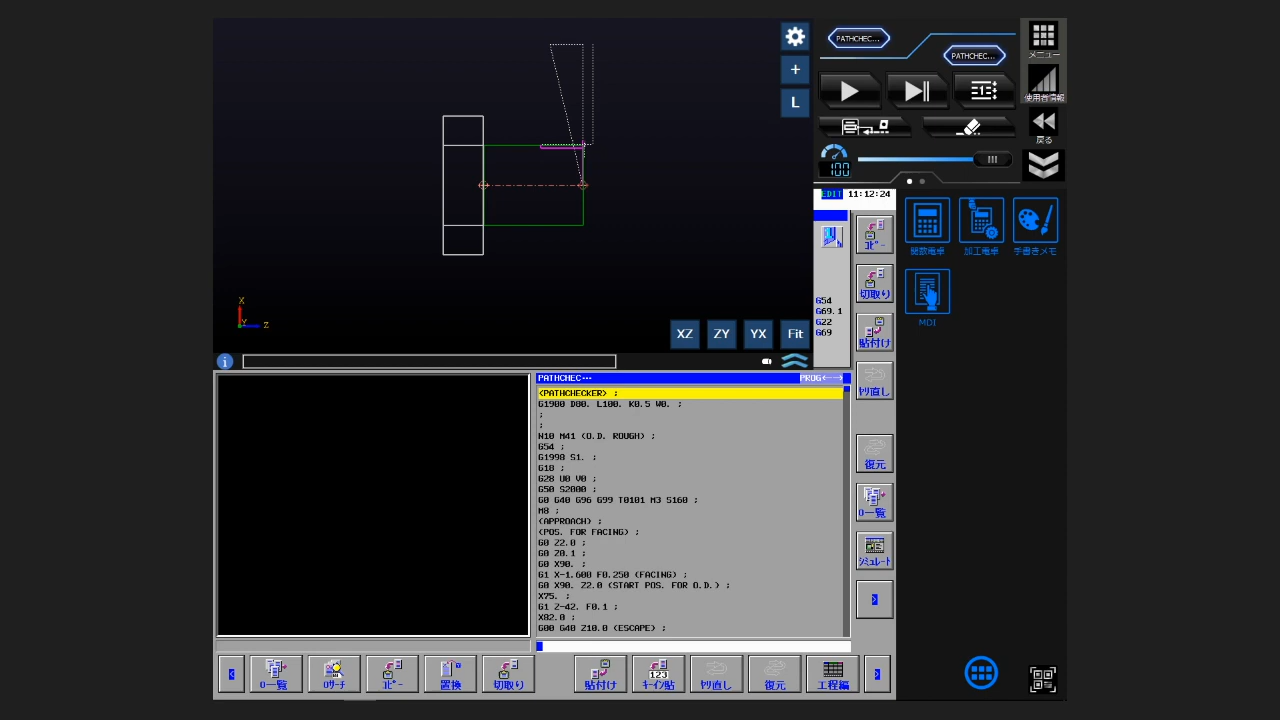 PATHCHEC...
PATHCHEC...
メニュー
使用者情報
戻る
100
+
L
X
Y
Z
XZ
ZY
YX
Fit
EDIT 11:12:24
G54
G69.1
G22
G69
コピー
切取り
貼付け
ヤり直し
復元
O一覧
シミュレート
関数電卓
加工電卓
手書きメモ
MDI
PATHCHEC···
PROG←→
<PATHCHECKER> ;
G1900 D80. L100. K0.5 W0. ;
;
;
N10 M41 (O.D. ROUGH) ;
G54 ;
G1998 S1. ;
G18 ;
G28 U0 V0 ;
G50 S2000 ;
G0 G40 G96 G99 T0101 M3 S160 ;
M8 ;
(APPROACH) ;
(POS. FOR FACING) ;
G0 Z2.0 ;
G0 Z0.1 ;
G0 X90. ;
G1 X-1.600 F0.250 (FACING) ;
G0 X90. Z2.0 (START POS. FOR O.D.) ;
X75. ;
G1 Z-42. F0.1 ;
X82.0 ;
G00 G40 Z10.0 (ESCAPE) ;
<
O一覧
Oサーチ
コピー
置換
切取り
貼付け
123
キーイン貼
ヤり直し
復元
工程編
>